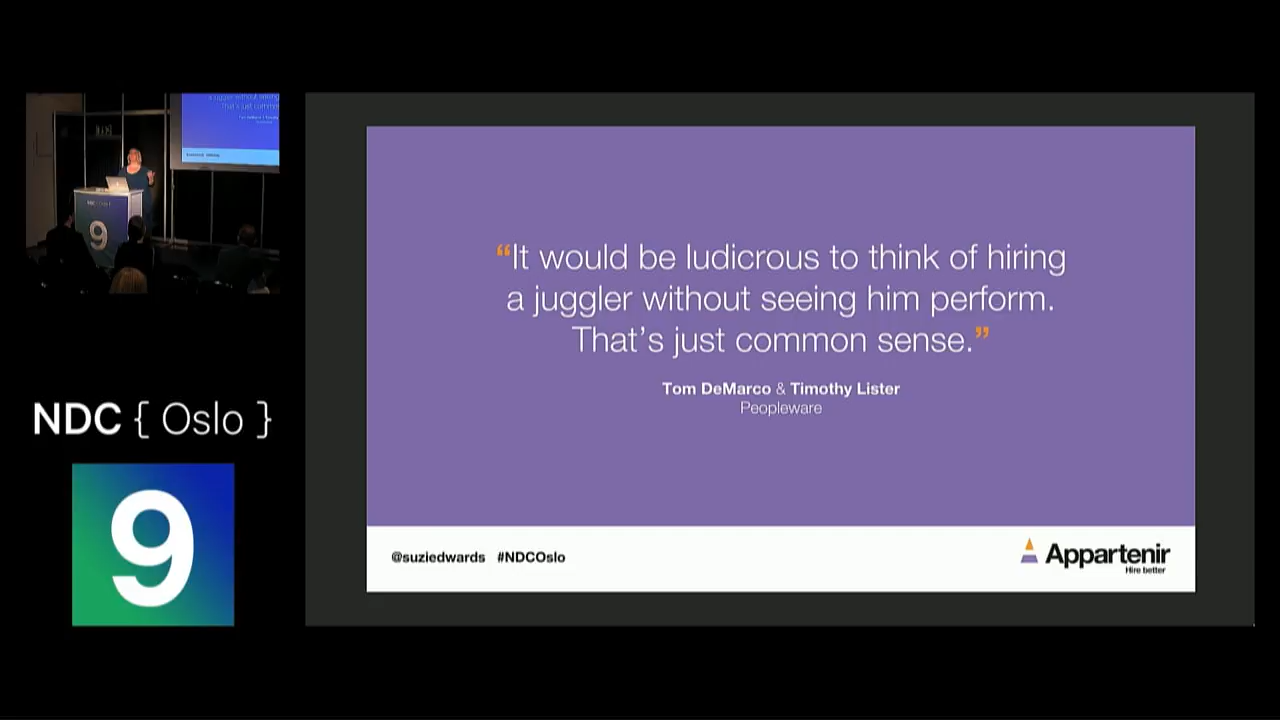 “It would be ludicrous to think of hiring
a juggler without seeing him perform.
That’s just common sense.”
Tom DeMarco & Timothy Lister
Peopleware
@suziedwards #NDCOslo
Appartenir
Hire better
NDC { Oslo }
9
9